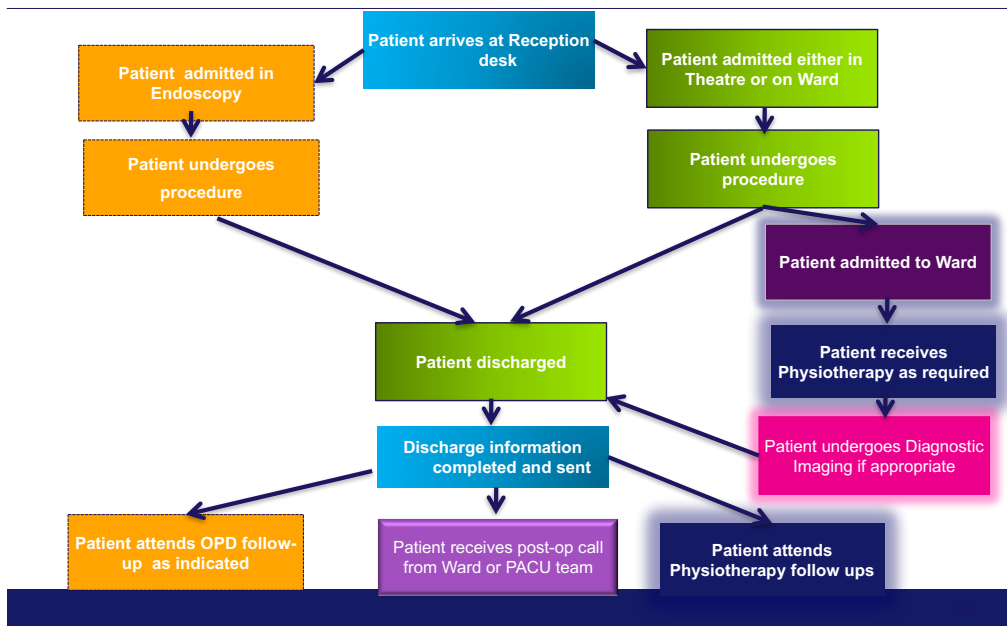 Patient arrives at Reception
desk
Patient admitted in
Endoscopy
Patient admitted either in
Theatre or on Ward
Patient undergoes
procedure
Patient undergoes
procedure
Patient admitted to Ward
Patient receives
Physiotherapy as required
Patient discharged
Patient undergoes Diagnostic
Imaging if appropriate
Discharge information
completed and sent
Patient attends OPD follow-
up as indicated
Patient receives post-op call
from Ward or PACU team
Patient attends
Physiotherapy follow ups